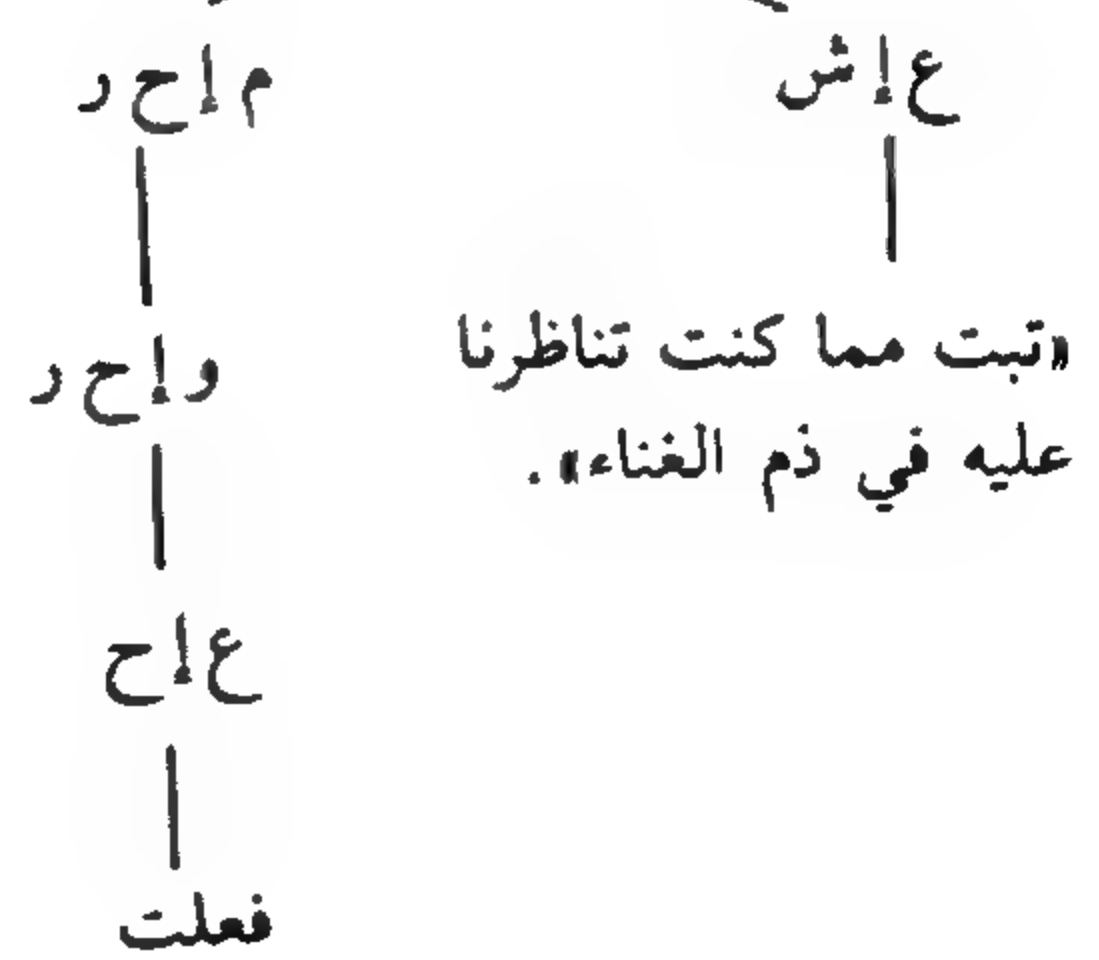 ع إ ش
م إ ح ر
«تبت مما كنت تناظرنا
عليه في ذم الغناء».
و إ ح ر
ع إ ح
فعلت